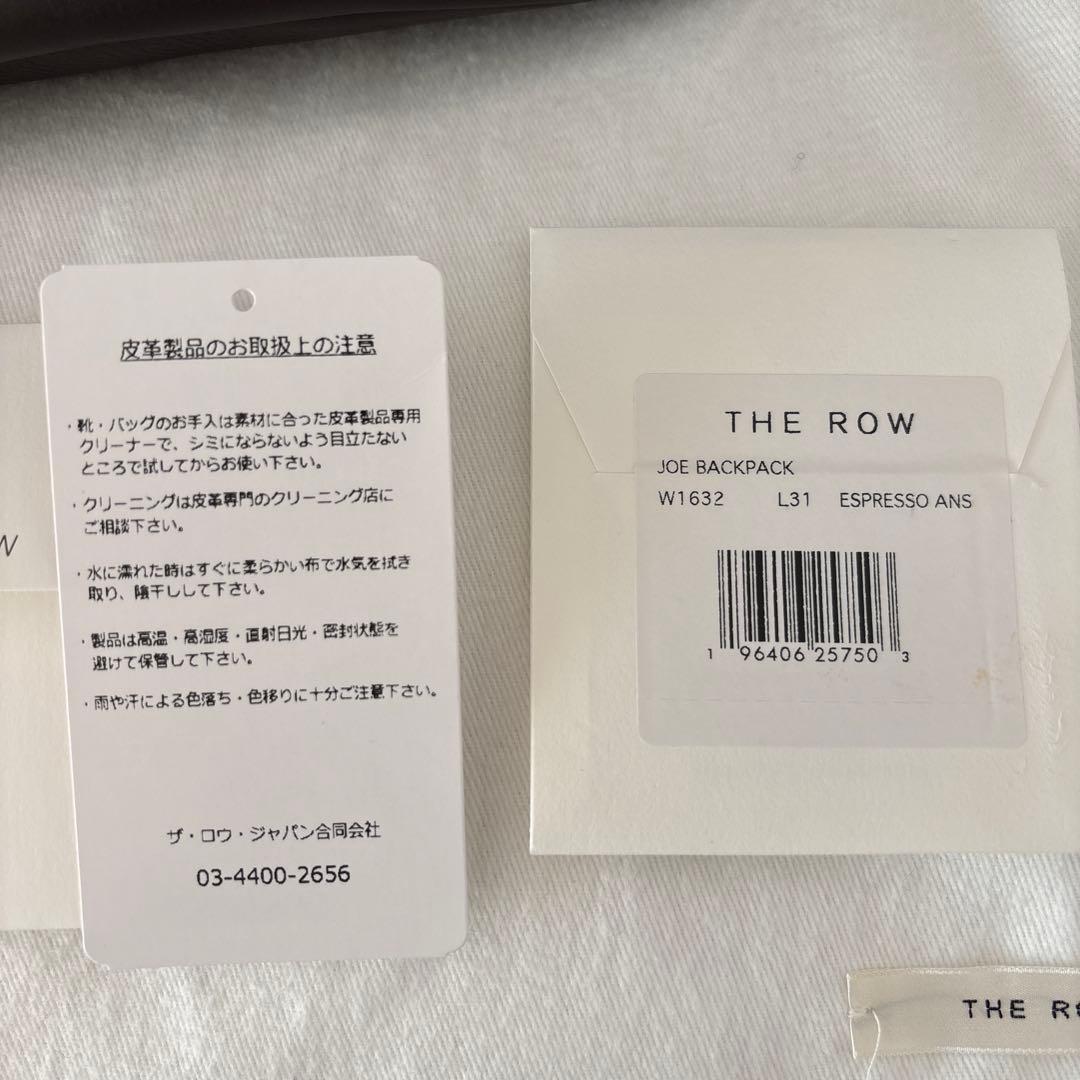 皮革製品のお取扱上の注意
・靴・バッグのお手入は素材に合った皮革製品専用
クリーナーで、シミにならないよう目立たない
ところで試してからお使い下さい。
・クリーニングは皮革専門のクリーニング店に
ご相談下さい。
・水に濡れた時はすぐに柔らかい布で水気を拭き
取り、陰干しして下さい。
・製品は高温・高湿度・直射日光・密封状態を
避けて保管して下さい。
・雨や汗による色落ち・色移りに十分ご注意下さい。
ザ・ロウ・ジャパン合同会社
03-4400-2656
W
THE ROW
JOE BACKPACK
W1632 L31 ESPRESSO ANS
1 96406 25750 3
THE RO